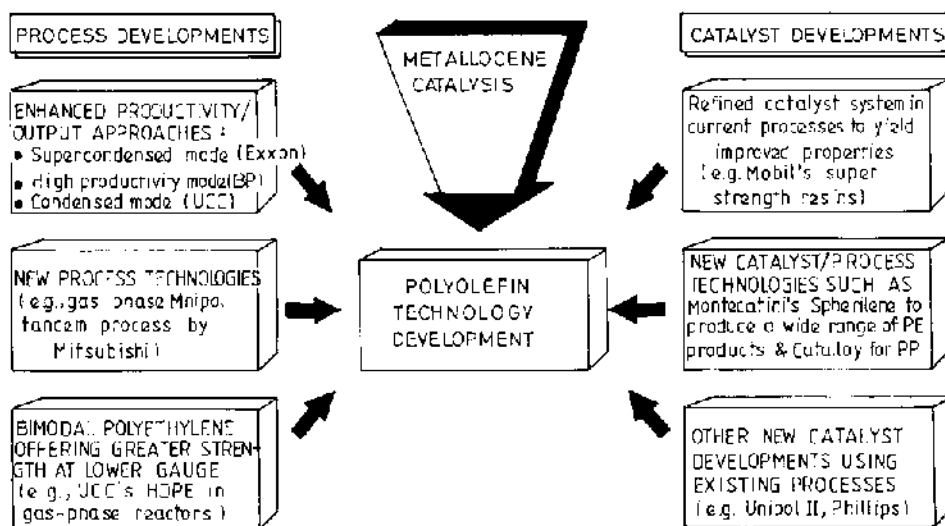 PROCESS DEVELOPMENTS
ENHANCED PRODUCTIVITY/
OUTPUT APPROACHES :
• Supercondensed mode (Exxon)
• High productivity mode(BP)
• Condensed mode (UCC)
NEW PROCESS TECHNOLOGIES
(e.g., gas phase
tandem process by
Mitsubishi)
BIMODAL POLYETHYLENE
OFFERING GREATER STREN-
GTH AT LOWER GAUGE
(e.g., UCC's HDPE in
gas-phase reactors)
METALLOCENE
CATALYSIS
POLYOLEFIN
TECHNOLOGY
DEVELOPMENT
CATALYST DEVELOPMENTS
Refined catalyst system in
current processes to yield
improved properties
(e.g. Mobil's super
strength resins)
NEW CATALYST/PROCESS
TECHNOLOGIES SUCH AS
Montecatini's Spherilene to
produce a wide range of PE
products & Catalloy for PP
OTHER NEW CATALYST
DEVELOPMENTS USING
EXISTING PROCESSES
(e.g. Unipol II, Phillips)